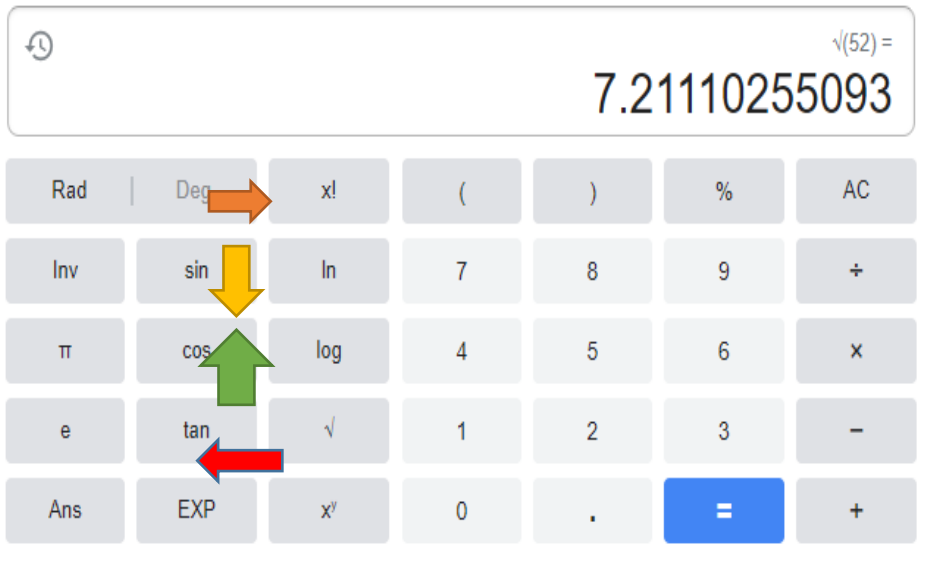 √(52) =
7.21110255093
Rad | Deg x! ( ) % AC
Inv sin ln 7 8 9 ÷
π cos log 4 5 6 ×
e tan √ 1 2 3 −
Ans EXP xʸ 0 . = +